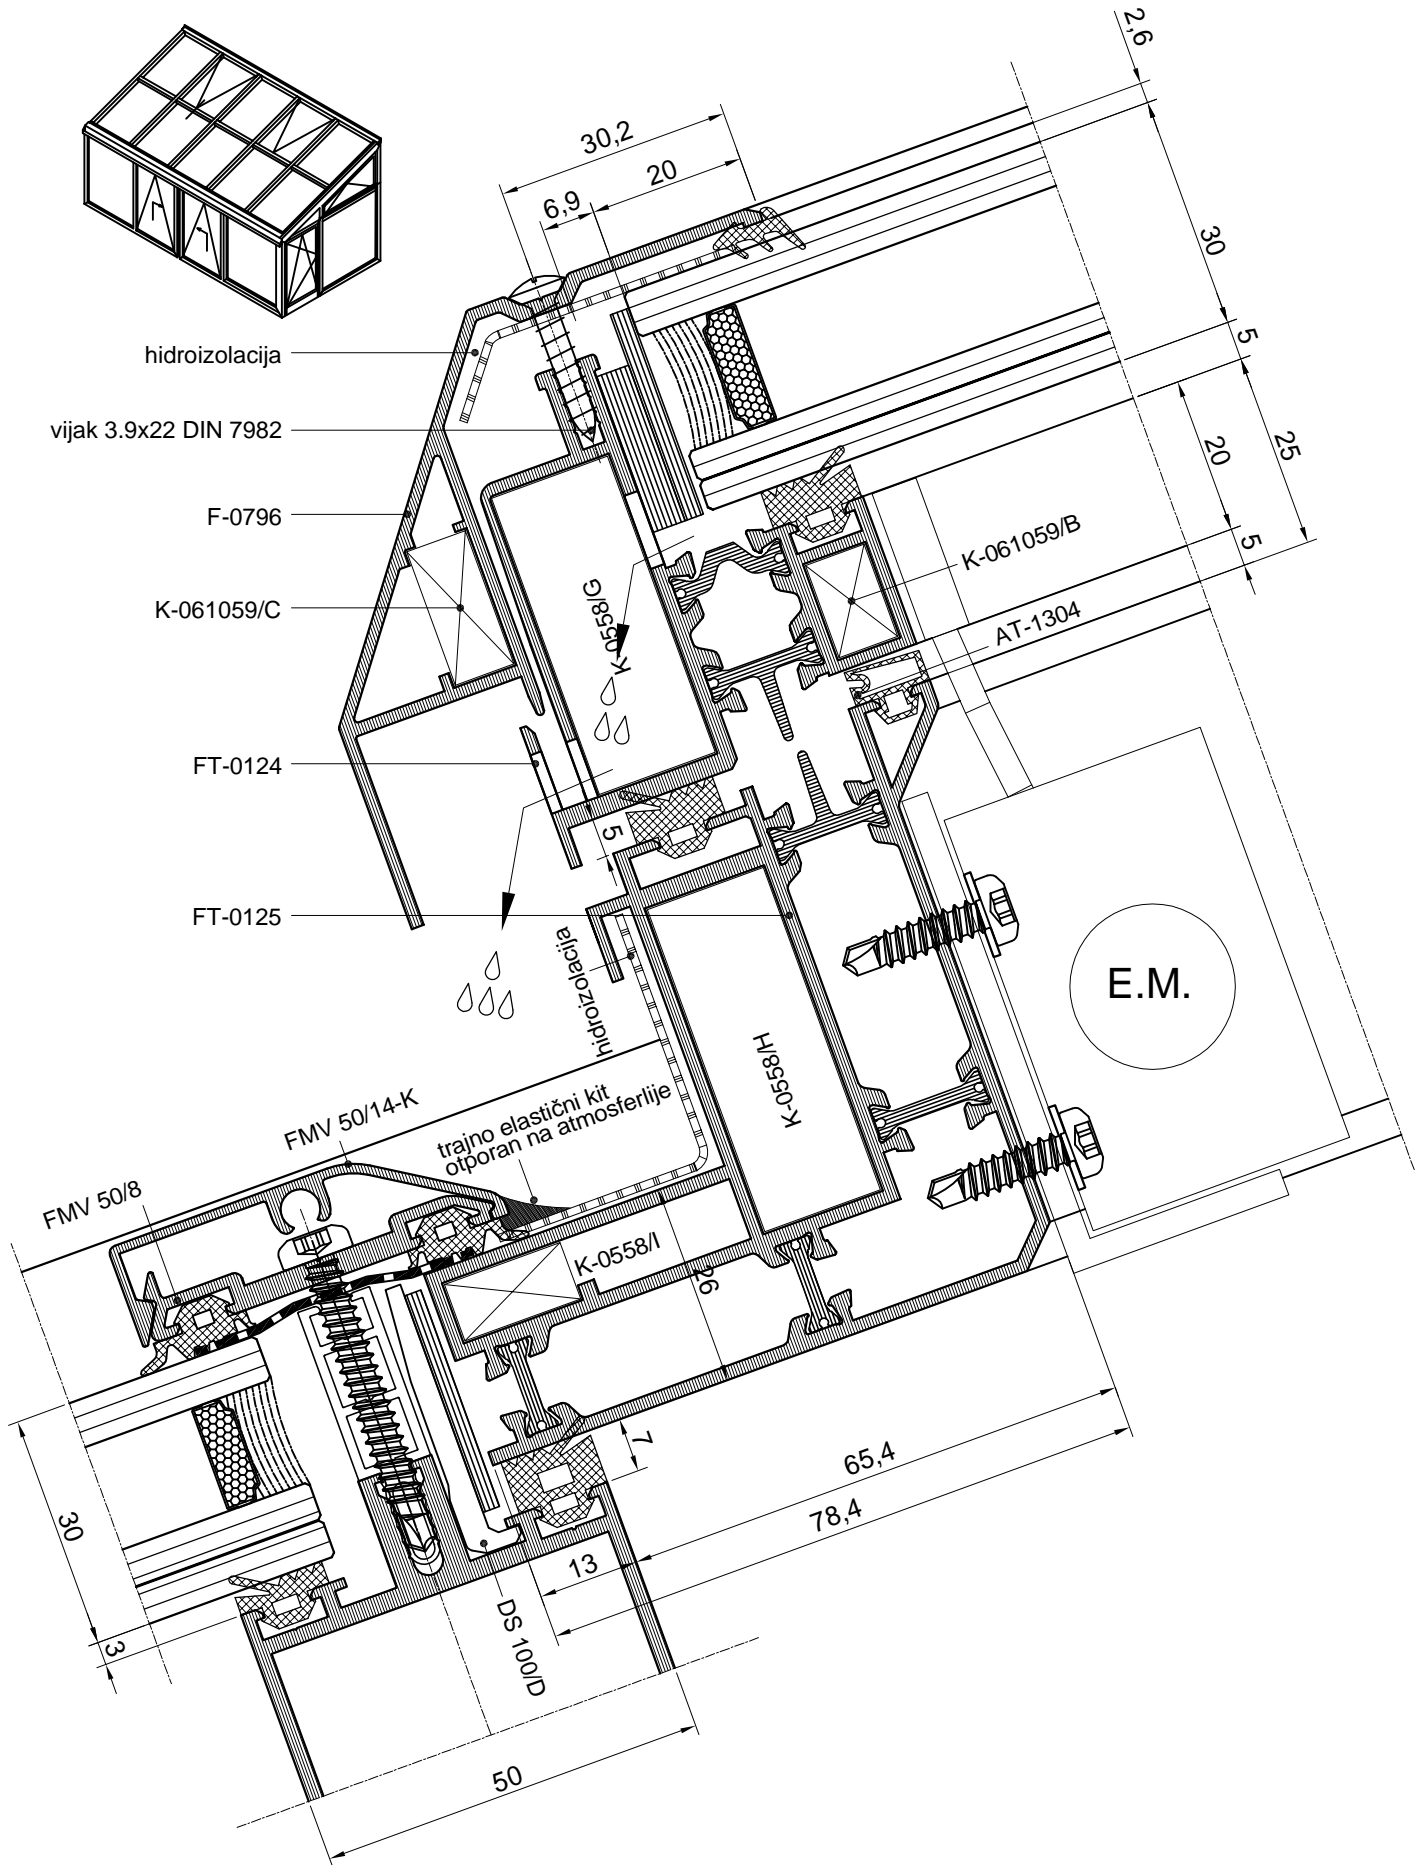 2,6
30,2
20
6,9
30
5
25
20
5
hidroizolacija
vijak 3.9x22 DIN 7982
F-0796
K-061059/C
K-0558/G
K-061059/B
AT-1304
FT-0124
5
FT-0125
hidroizolacija
E.M.
K-0558/H
FMV 50/14-K
trajno elastični kit
otporan na atmosferlije
FMV 50/8
K-0558/I
26
7
65,4
78,4
30
13
3
DS 100/D
50